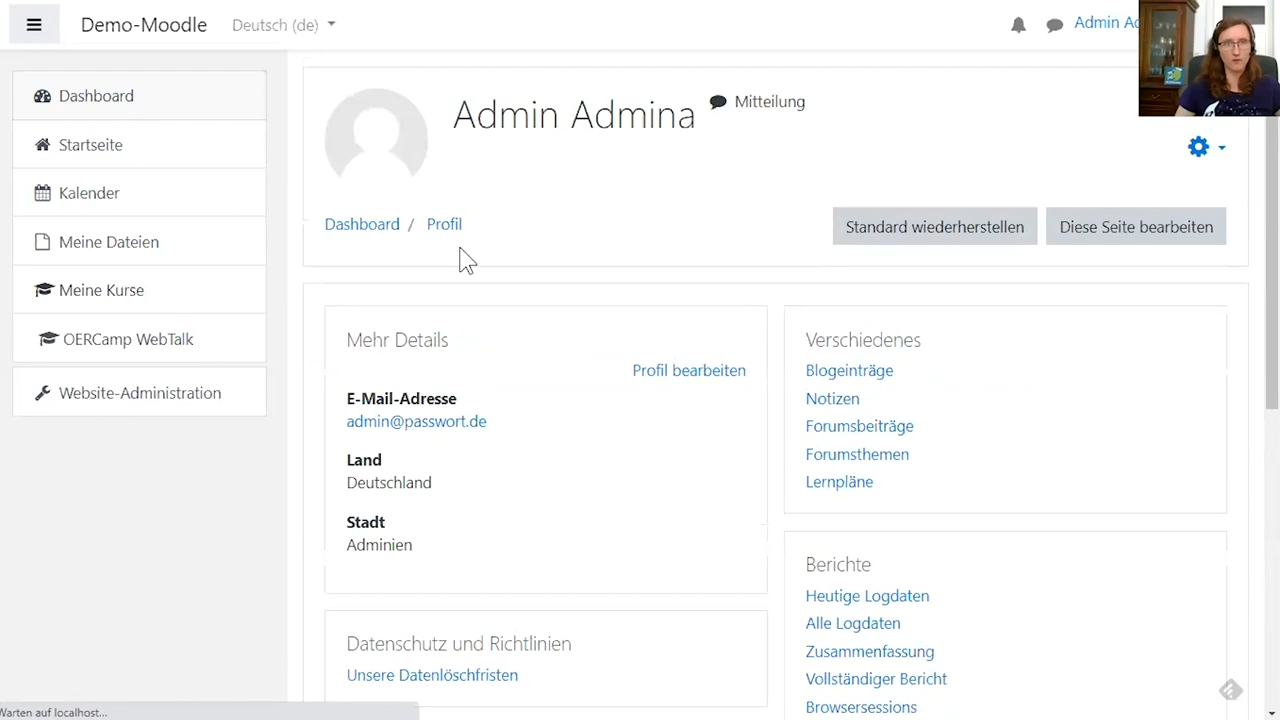 Demo-Moodle
Deutsch (de)
Admin Ad
Dashboard
Startseite
Kalender
Meine Dateien
Meine Kurse
OERCamp WebTalk
Website-Administration
Admin Admina
Mitteilung
Dashboard / Profil
Standard wiederherstellen
Diese Seite bearbeiten
Mehr Details
Profil bearbeiten
E-Mail-Adresse
admin@passwort.de
Land
Deutschland
Stadt
Adminien
Datenschutz und Richtlinien
Unsere Datenlöschfristen
Verschiedenes
Blogeinträge
Notizen
Forumsbeiträge
Forumsthemen
Lernpläne
Berichte
Heutige Logdaten
Alle Logdaten
Zusammenfassung
Vollständiger Bericht
Browsersessions
Warten auf localhost...